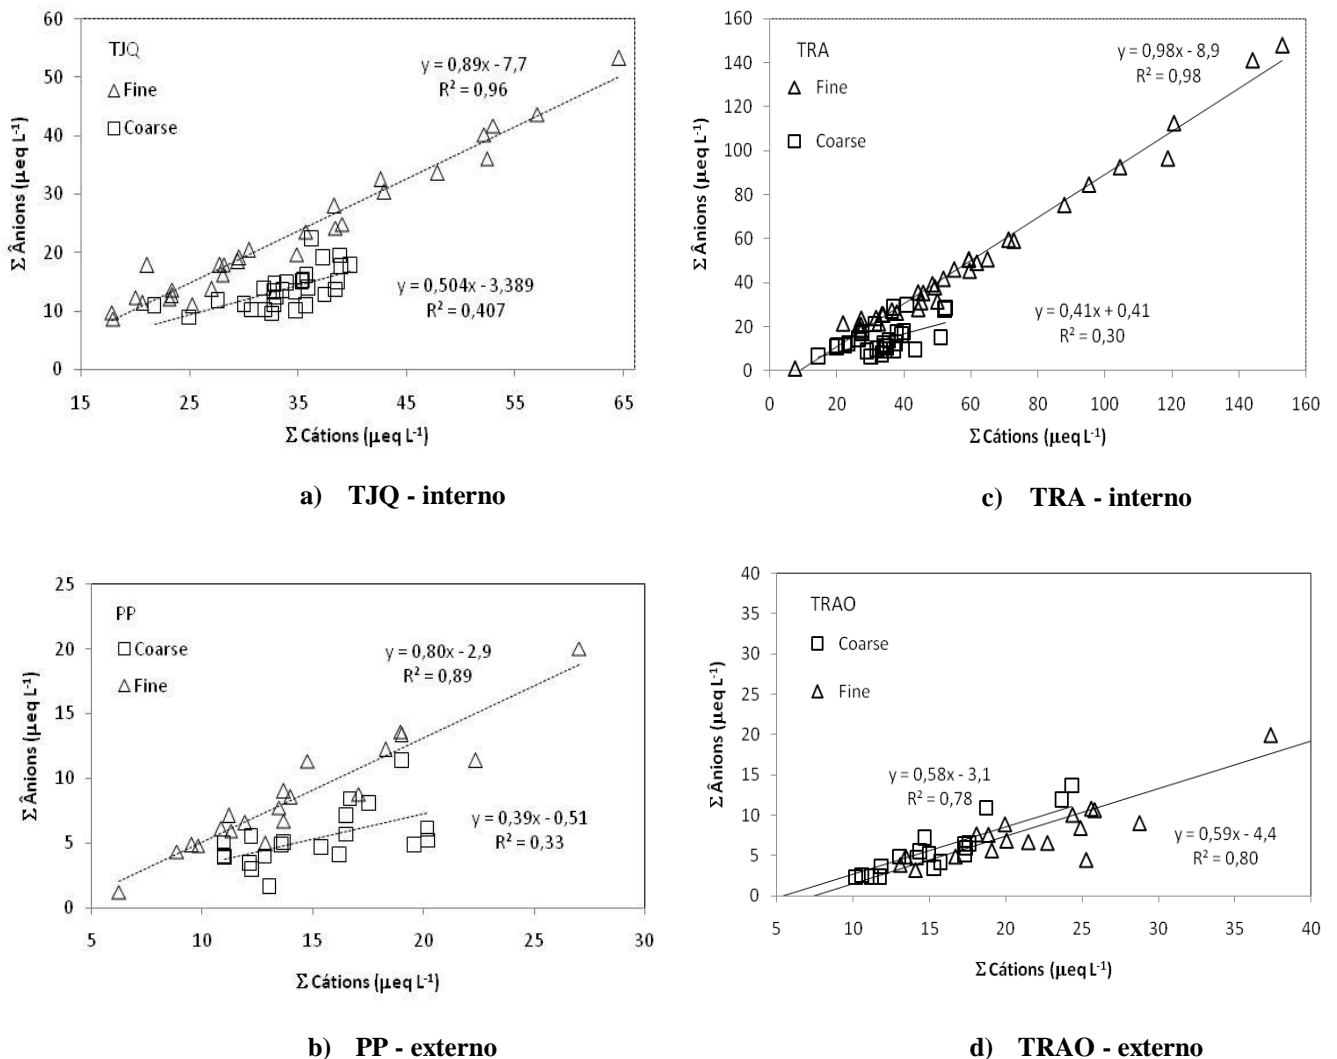 60
50
40
30
20
10
0
TJQ
Fine
Coarse
y = 0,89x - 7,7
R² = 0,96
y = 0,504x - 3,389
R² = 0,407
Σ Ânions (µeq L⁻¹)
15 25 35 45 55 65
Σ Cátions (µeq L⁻¹)
a) TJQ - interno
160
140
120
100
80
60
40
20
0
TRA
Fine
Coarse
y = 0,98x - 8,9
R² = 0,98
y = 0,41x + 0,41
R² = 0,30
Σ Ânions (µeq L⁻¹)
0 20 40 60 80 100 120 140 160
Σ Cátions (µeq L⁻¹)
c) TRA - interno
25
20
15
10
5
0
PP
Coarse
Fine
y = 0,80x - 2,9
R² = 0,89
y = 0,39x - 0,51
R² = 0,33
Σ Ânions (µeq L⁻¹)
5 10 15 20 25 30
Σ Cátions (µeq L⁻¹)
b) PP - externo
40
35
30
25
20
15
10
5
0
TRAO
Coarse
Fine
y = 0,58x - 3,1
R² = 0,78
y = 0,59x - 4,4
R² = 0,80
Σ Ânions (µeq L⁻¹)
5 10 15 20 25 30 35 40
Σ Cátions (µeq L⁻¹)
d) TRAO - externo